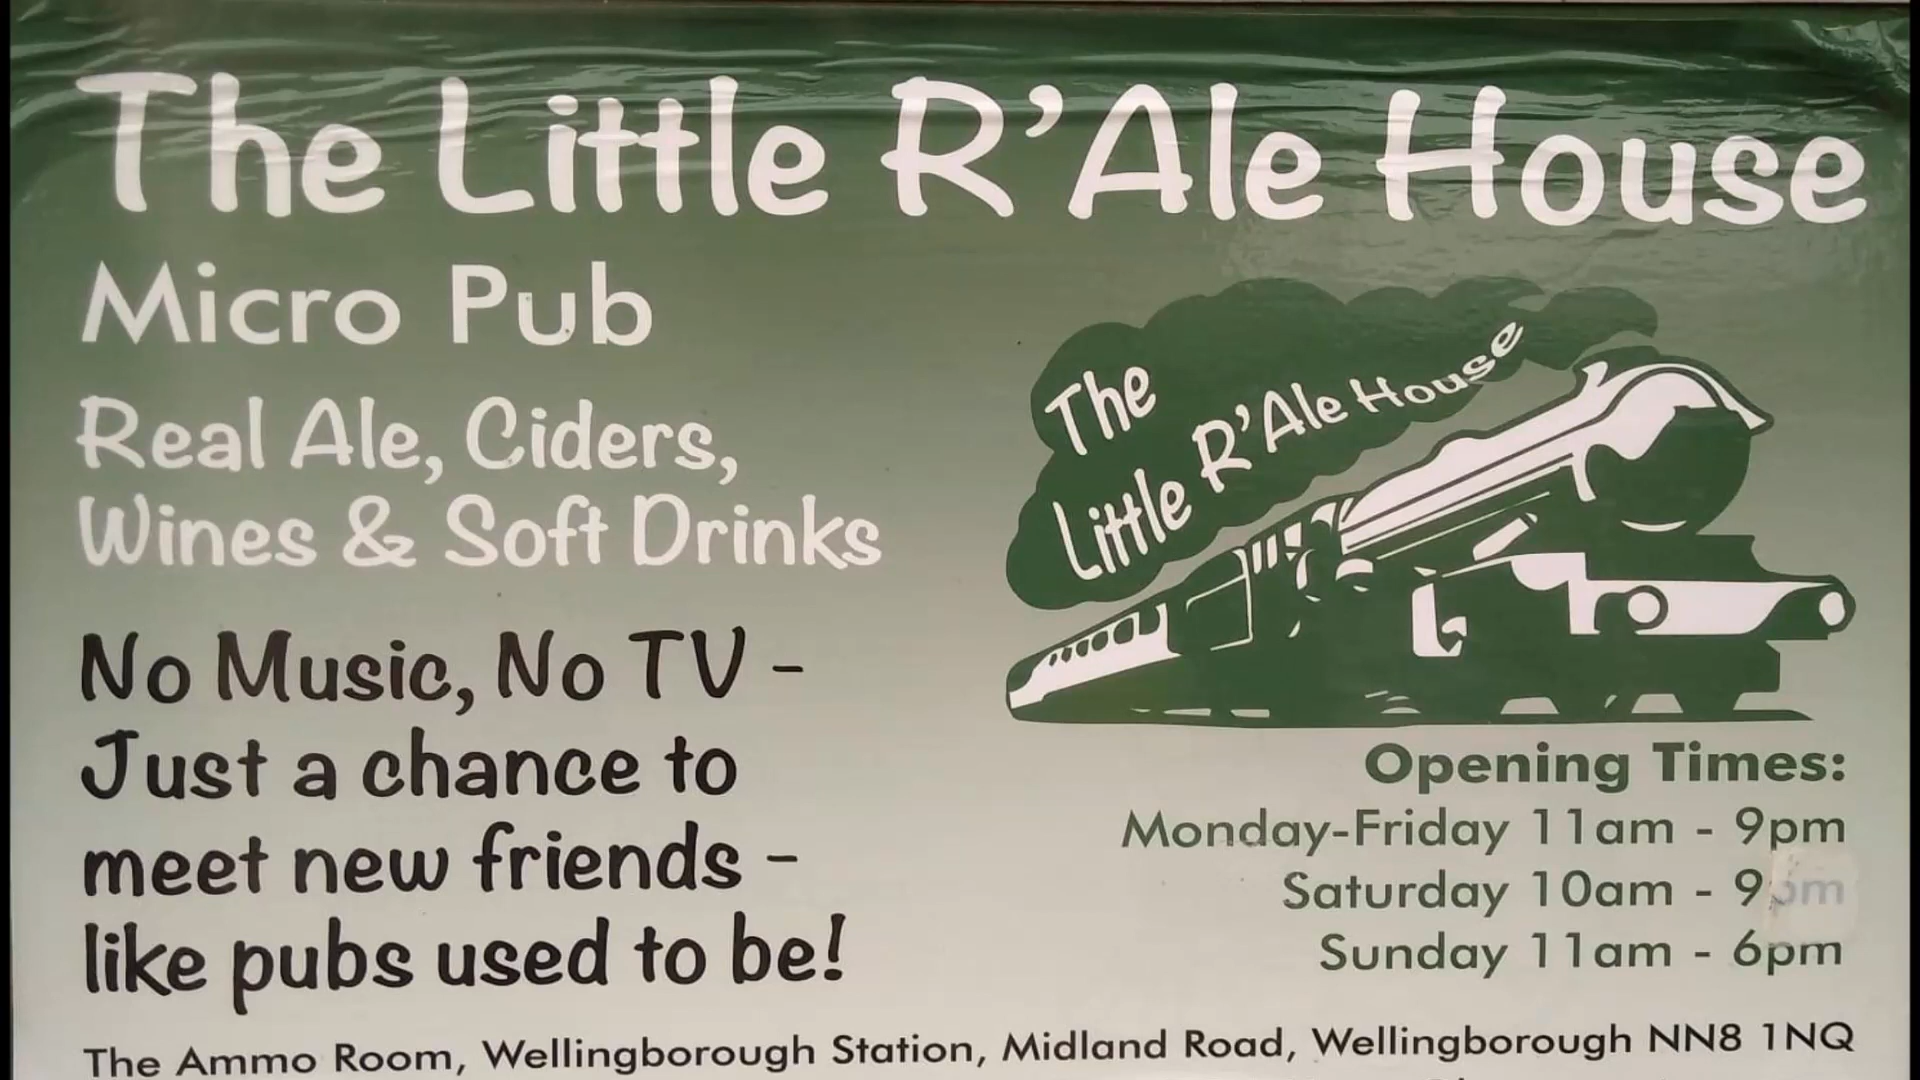 The Little R'Ale House
Micro Pub
Real Ale, Ciders,
Wines & Soft Drinks
No Music, No TV -
Just a chance to
meet new friends -
like pubs used to be!
The
Little R'Ale House
Opening Times:
Monday-Friday 11am - 9pm
Saturday 10am - 9pm
Sunday 11am - 6pm
The Ammo Room, Wellingborough Station, Midland Road, Wellingborough NN8 1NQ